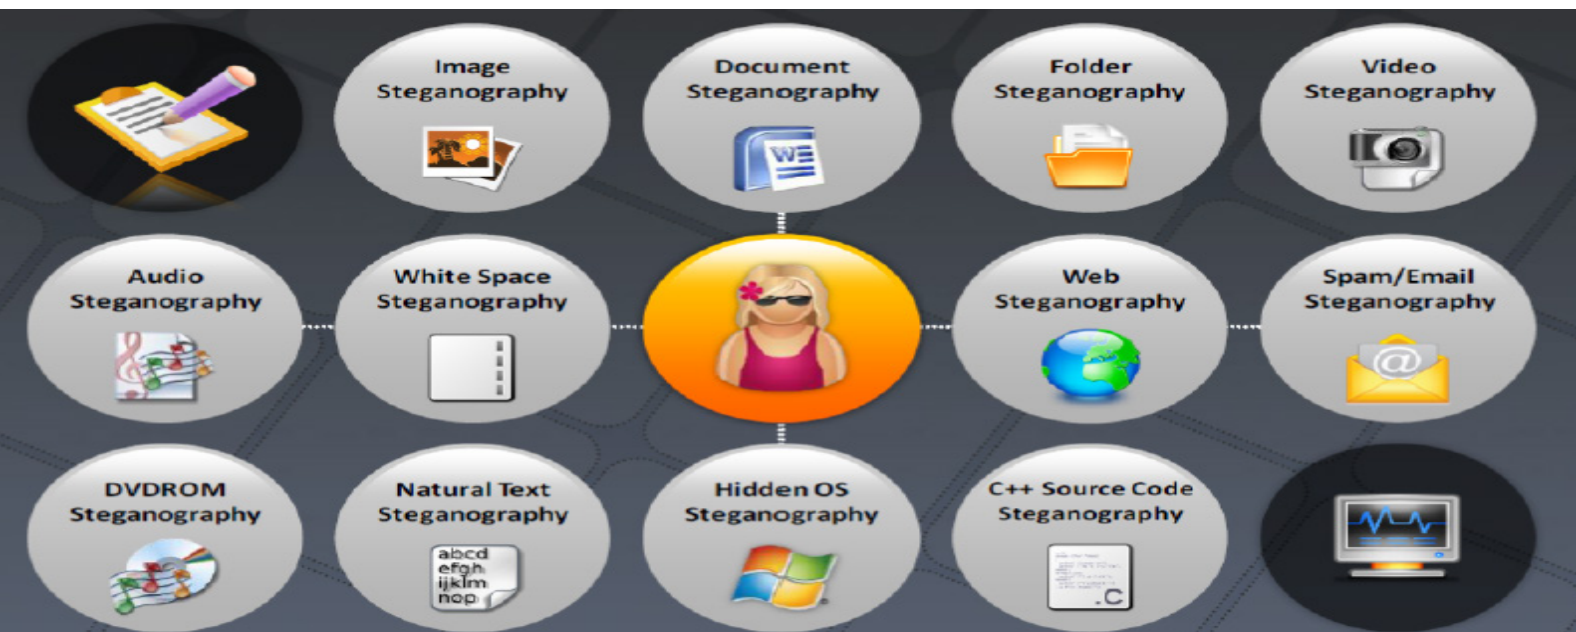 Image
Steganography
Document
Steganography
Folder
Steganography
Video
Steganography
W
Audio
Steganography
White Space
Steganography
Web
Steganography
Spam/Email
Steganography
@
DVDROM
Steganography
Natural Text
Steganography
Hidden OS
Steganography
C++ Source Code
Steganography
abcd
efgh
ijklm
nop
.C